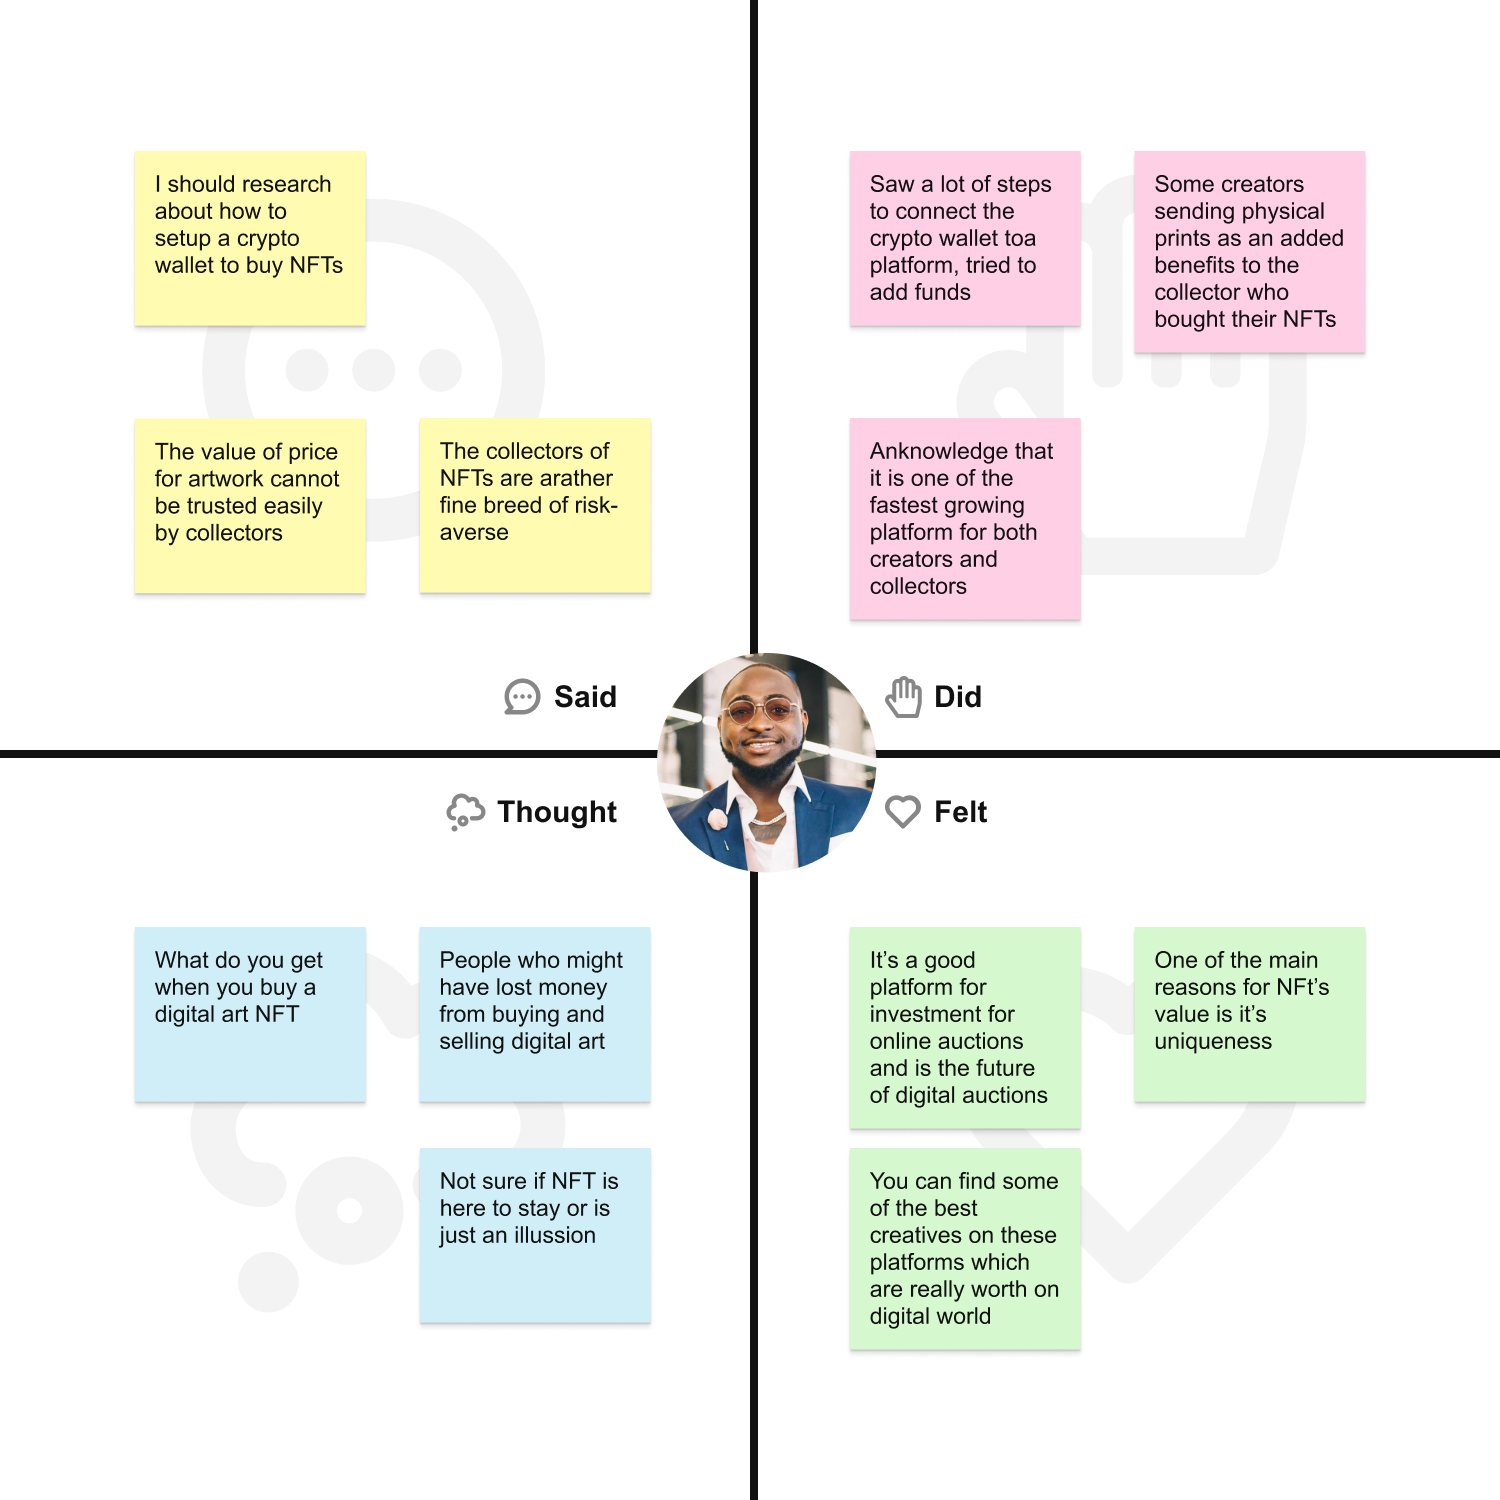 I should research
about how to
setup a crypto
wallet to buy NFTs
The value of price
for artwork cannot
be trusted easily
by collectors
The collectors of
NFTs are arather
fine breed of risk-
averse
Said
Saw a lot of steps
to connect the
crypto wallet toa
platform, tried to
add funds
Some creators
sending physical
prints as an added
benefits to the
collector who
bought their NFTs
Anknowledge that
it is one of the
fastest growing
platform for both
creators and
collectors
Did
Thought
What do you get
when you buy a
digital art NFT
People who might
have lost money
from buying and
selling digital art
Not sure if NFT is
here to stay or is
just an illussion
Felt
It’s a good
platform for
investment for
online auctions
and is the future
of digital auctions
One of the main
reasons for NFt’s
value is it’s
uniqueness
You can find some
of the best
creatives on these
platforms which
are really worth on
digital world